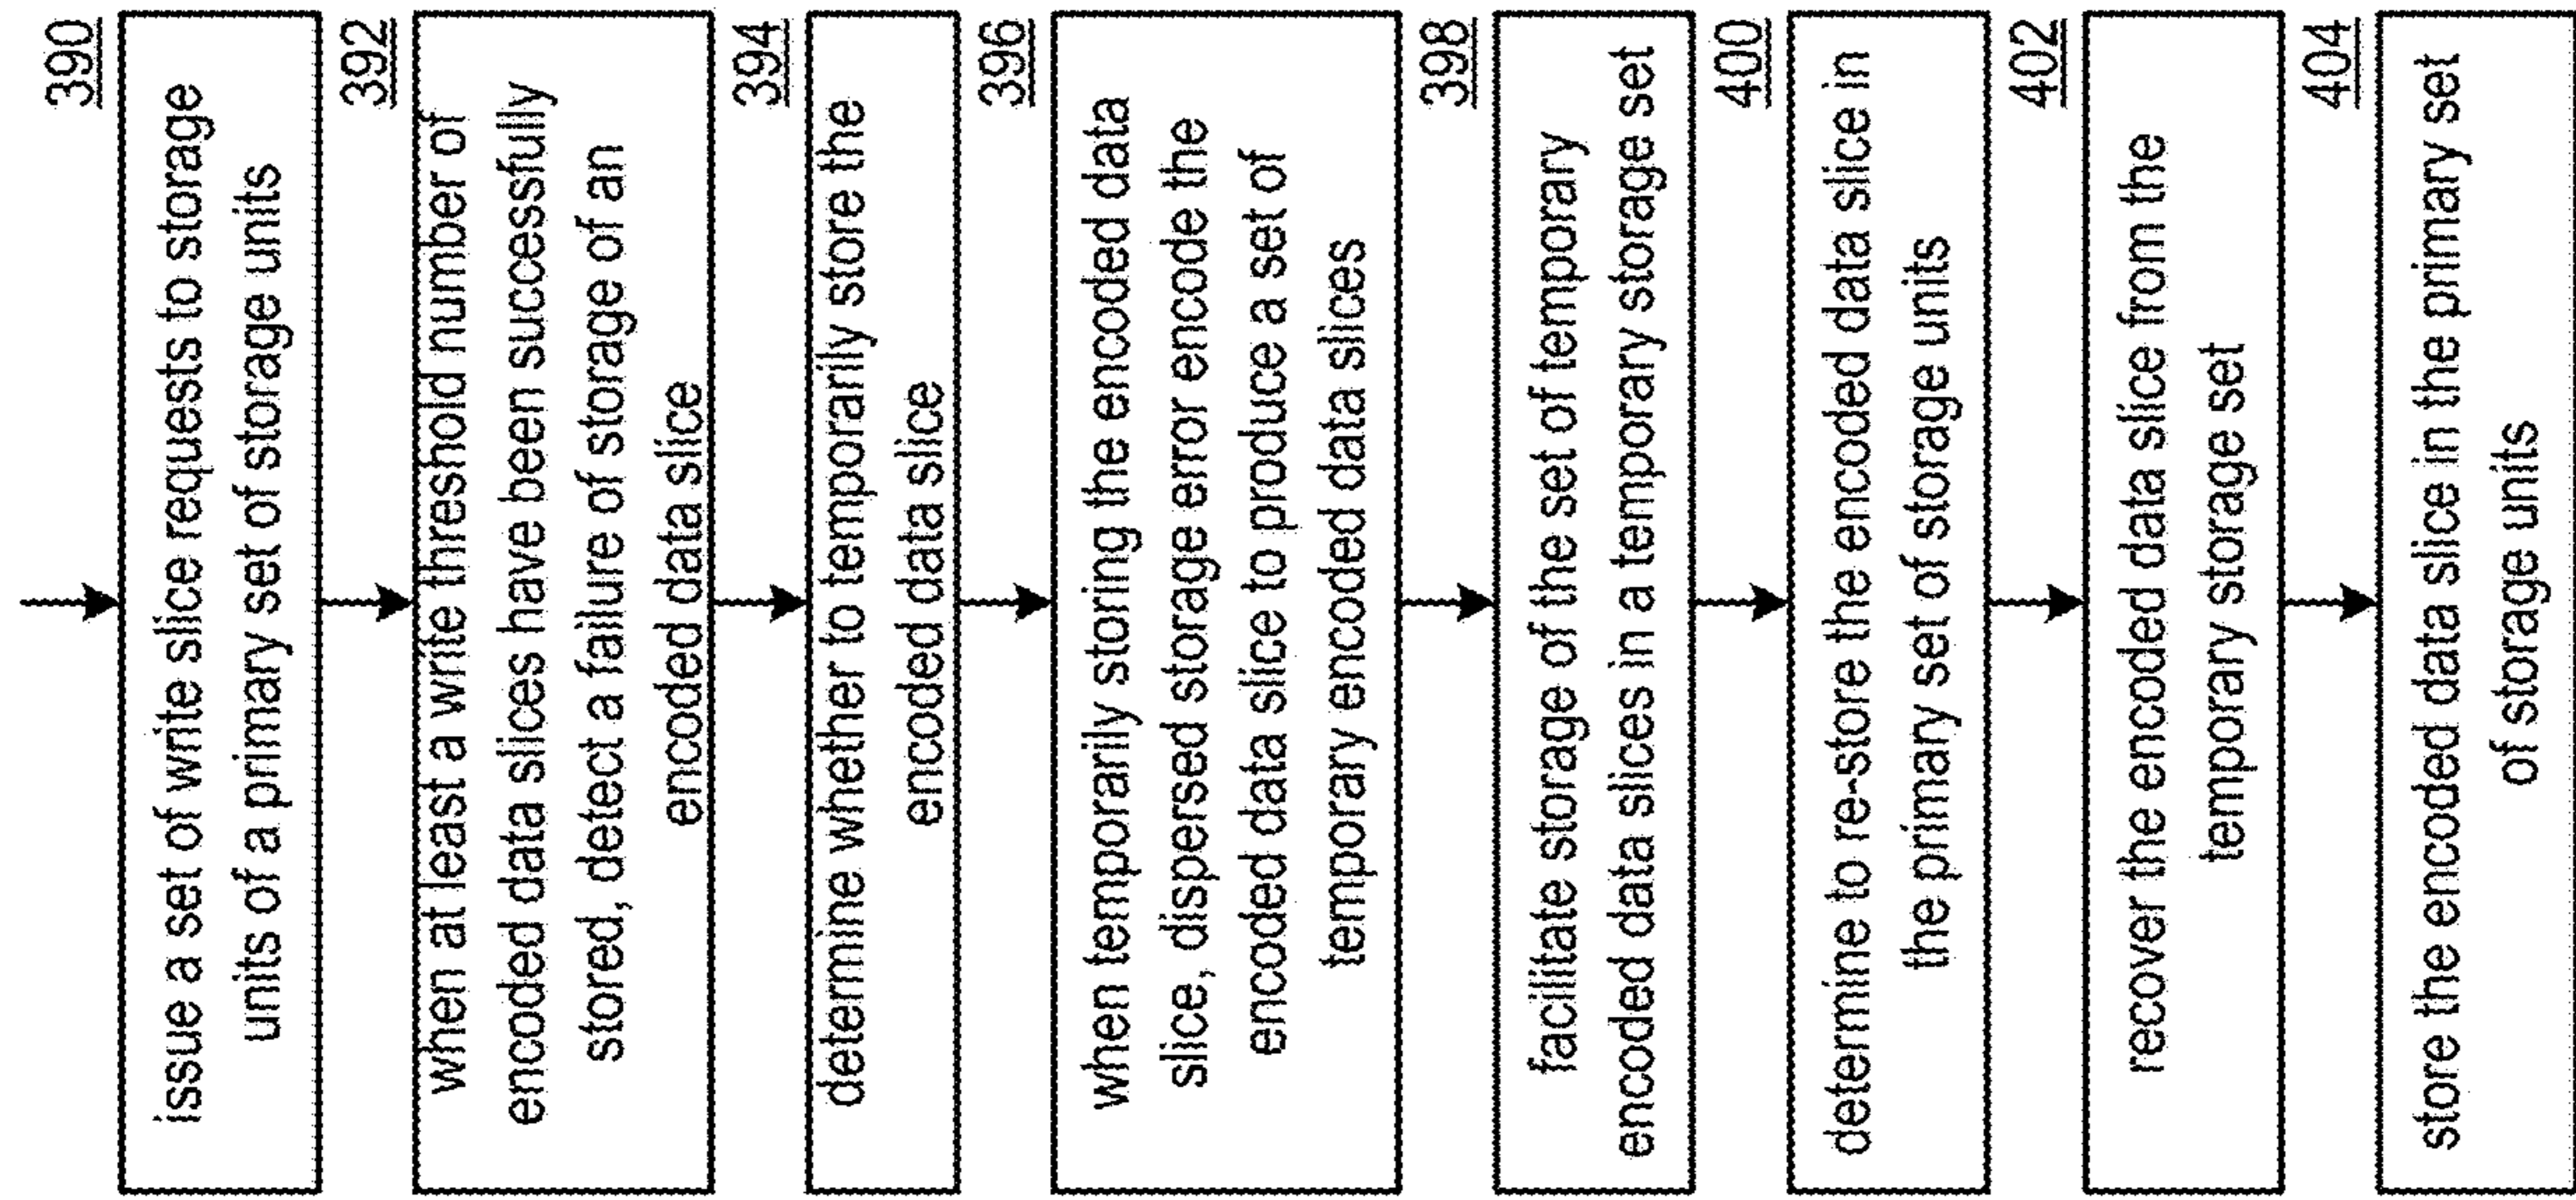 390
issue a set of write slice requests to storage
units of a primary set of storage units
392
when at least a write threshold number of
encoded data slices have been successfully
stored, detect a failure of storage of an
encoded data slice
394
determine whether to temporarily store the
encoded data slice
396
when temporarily storing the encoded data
slice, dispersed storage error encode the
encoded data slice to produce a set of
temporary encoded data slices
398
facilitate storage of the set of temporary
encoded data slices in a temporary storage set
400
determine to re-store the encoded data slice in
the primary set of storage units
402
recover the encoded data slice from the
temporary storage set
404
store the encoded data slice in the primary set
of storage units